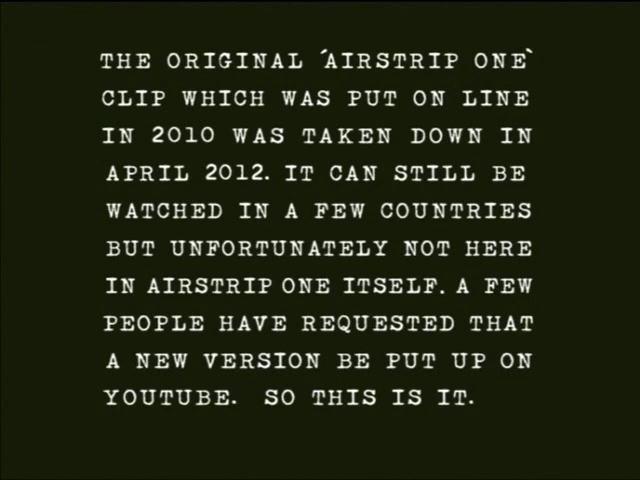 THE ORIGINAL ´AIRSTRIP ONE`
CLIP WHICH WAS PUT ON LINE
IN 2010 WAS TAKEN DOWN IN
APRIL 2012. IT CAN STILL BE
WATCHED IN A FEW COUNTRIES
BUT UNFORTUNATELY NOT HERE
IN AIRSTRIP ONE ITSELF. A FEW
PEOPLE HAVE REQUESTED THAT
A NEW VERSION BE PUT UP ON
YOUTUBE. SO THIS IS IT.